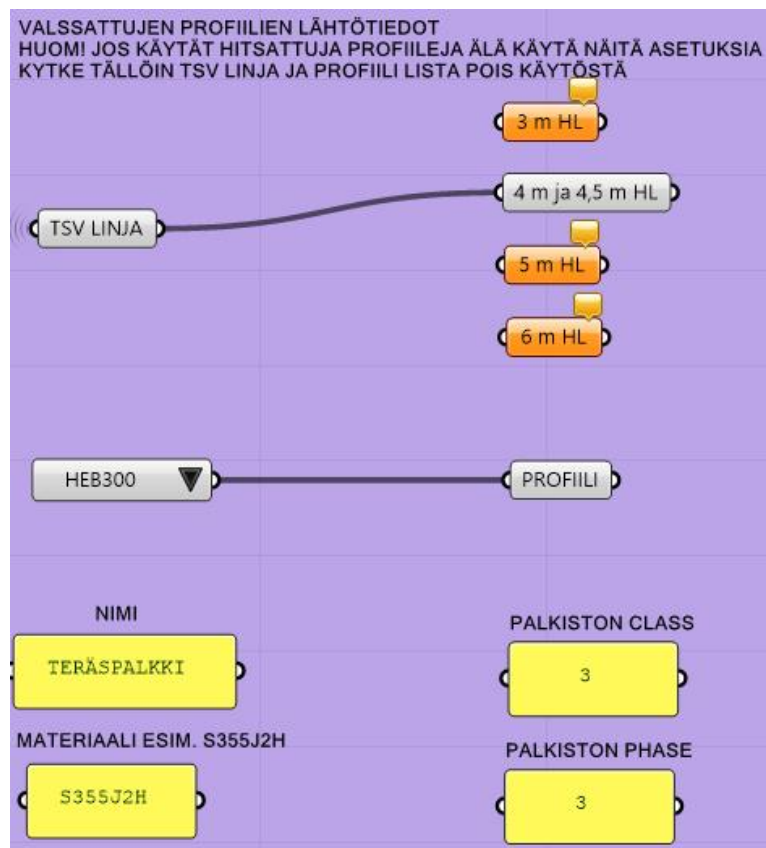 VALSSATTUJEN PROFIILIEN LÄHTÖTIEDOT
HUOM! JOS KÄYTÄT HITSATTUJA PROFIILEJA ÄLÄ KÄYTÄ NÄITÄ ASETUKSIA
KYTKE TÄLLÖIN TSV LINJA JA PROFIILI LISTA POIS KÄYTÖSTÄ
3 m HL
4 m ja 4,5 m HL
TSV LINJA
5 m HL
6 m HL
HEB300
PROFIILI
NIMI
PALKISTON CLASS
TERÄSPALKKI
3
MATERIAALI ESIM. S355J2H
PALKISTON PHASE
S355J2H
3